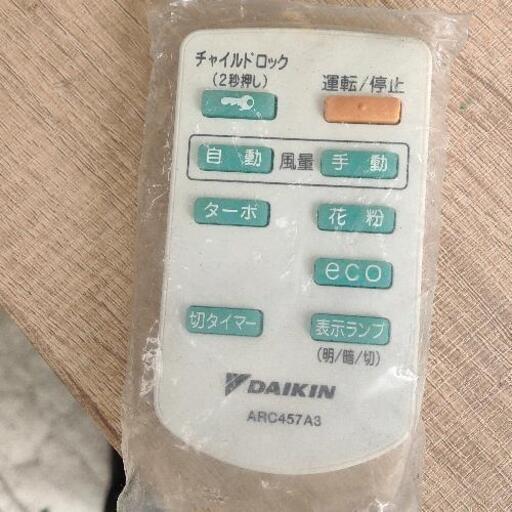 チャイルドロック
(2秒押し)
運転/停止
自動 風量 手動
ターボ 花粉
eco
切タイマー 表示ランプ
(明/暗/切)
DAIKIN
ARC457A3